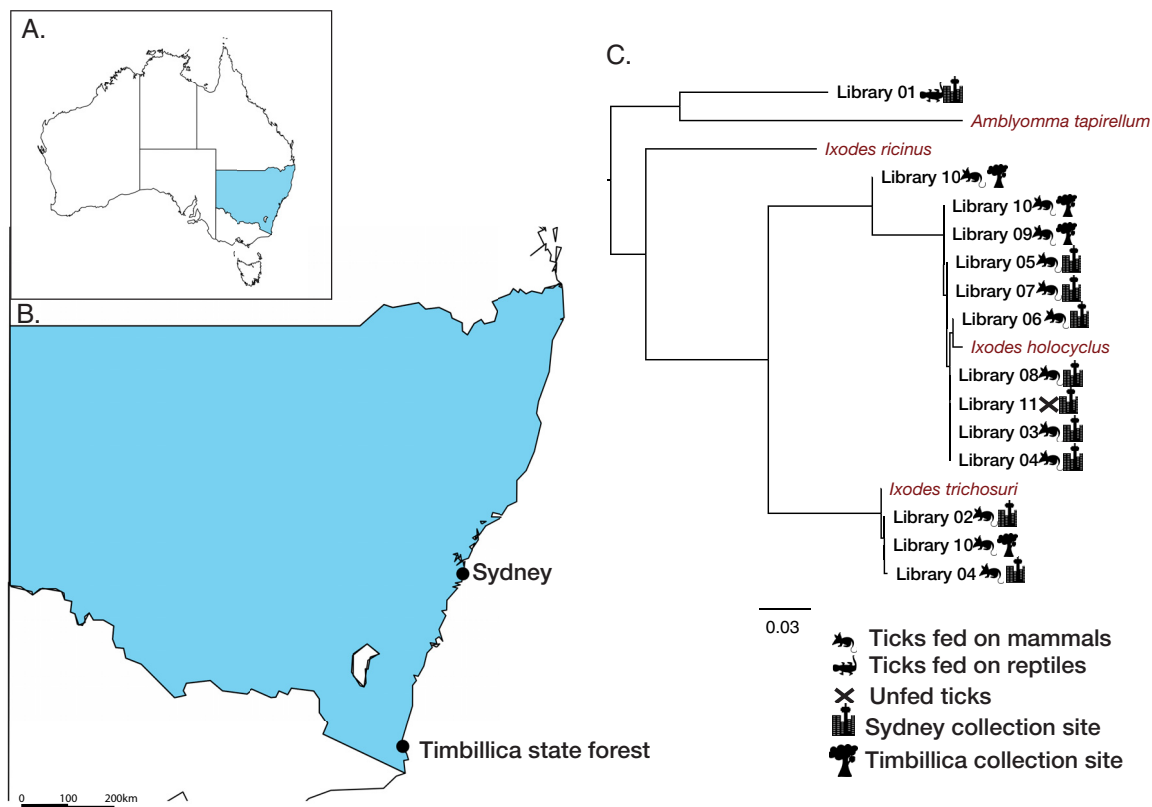 A.
B.
Sydney
Timbillica state forest
0 100 200km
C.
Library 01
Amblyomma tapirellum
Ixodes ricinus
Library 10
Library 10
Library 09
Library 05
Library 07
Library 06
Ixodes holocyclus
Library 08
Library 11
Library 03
Library 04
Ixodes trichosuri
Library 02
Library 10
Library 04
0.03
Ticks fed on mammals
Ticks fed on reptiles
Unfed ticks
Sydney collection site
Timbillica collection site